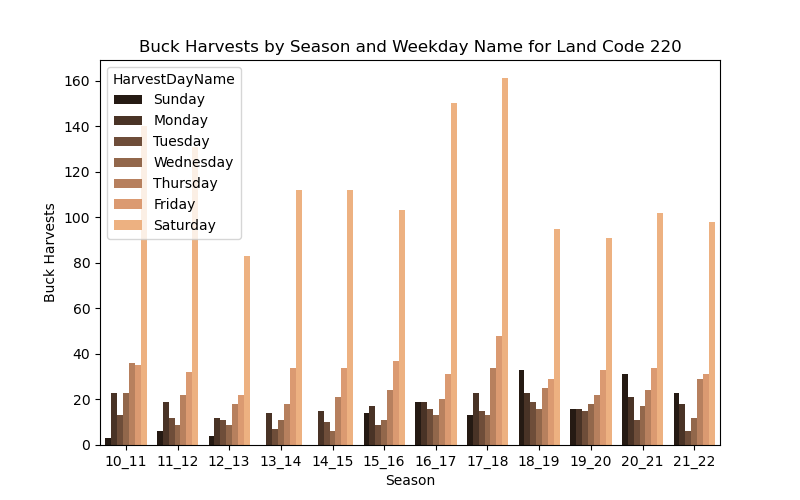 Buck Harvests by Season and Weekday Name for Land Code 220
HarvestDayName
Sunday
Monday
Tuesday
Wednesday
Thursday
Friday
Saturday
160
140
120
100
80
60
40
20
0
Buck Harvests
10_11 11_12 12_13 13_14 14_15 15_16 16_17 17_18 18_19 19_20 20_21 21_22
Season